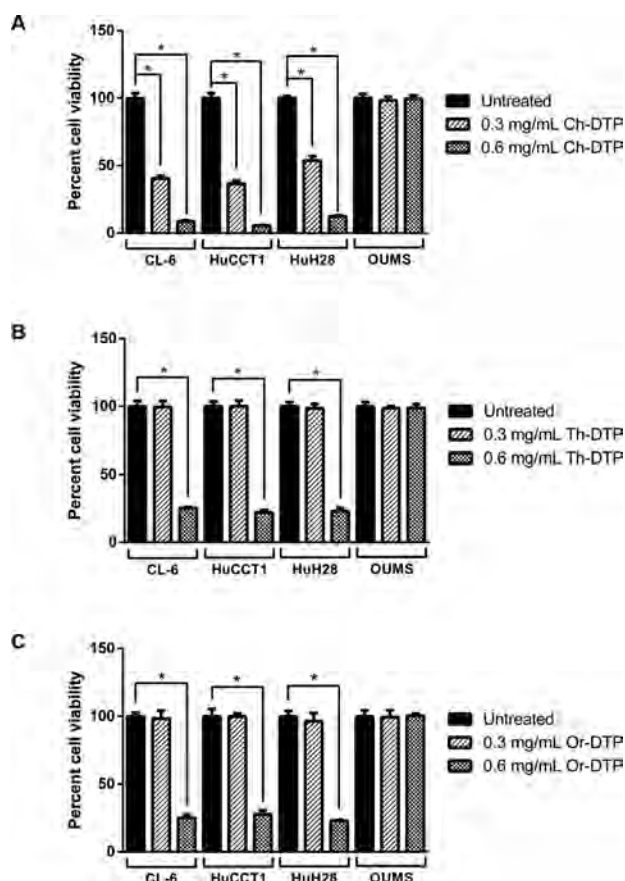 A
Percent cell viability
150
100
50
0
* * * * * *
CL-6 HuCCT1 HuH28 OUMS
Untreated
0.3 mg/mL Ch-DTP
0.6 mg/mL Ch-DTP
B
Percent cell viability
150
100
50
0
* * *
CL-6 HuCCT1 HuH28 OUMS
Untreated
0.3 mg/mL Th-DTP
0.6 mg/mL Th-DTP
C
Percent cell viability
150
100
50
0
* * *
CL-6 HuCCT1 HuH28 OUMS
Untreated
0.3 mg/mL Or-DTP
0.6 mg/mL Or-DTP